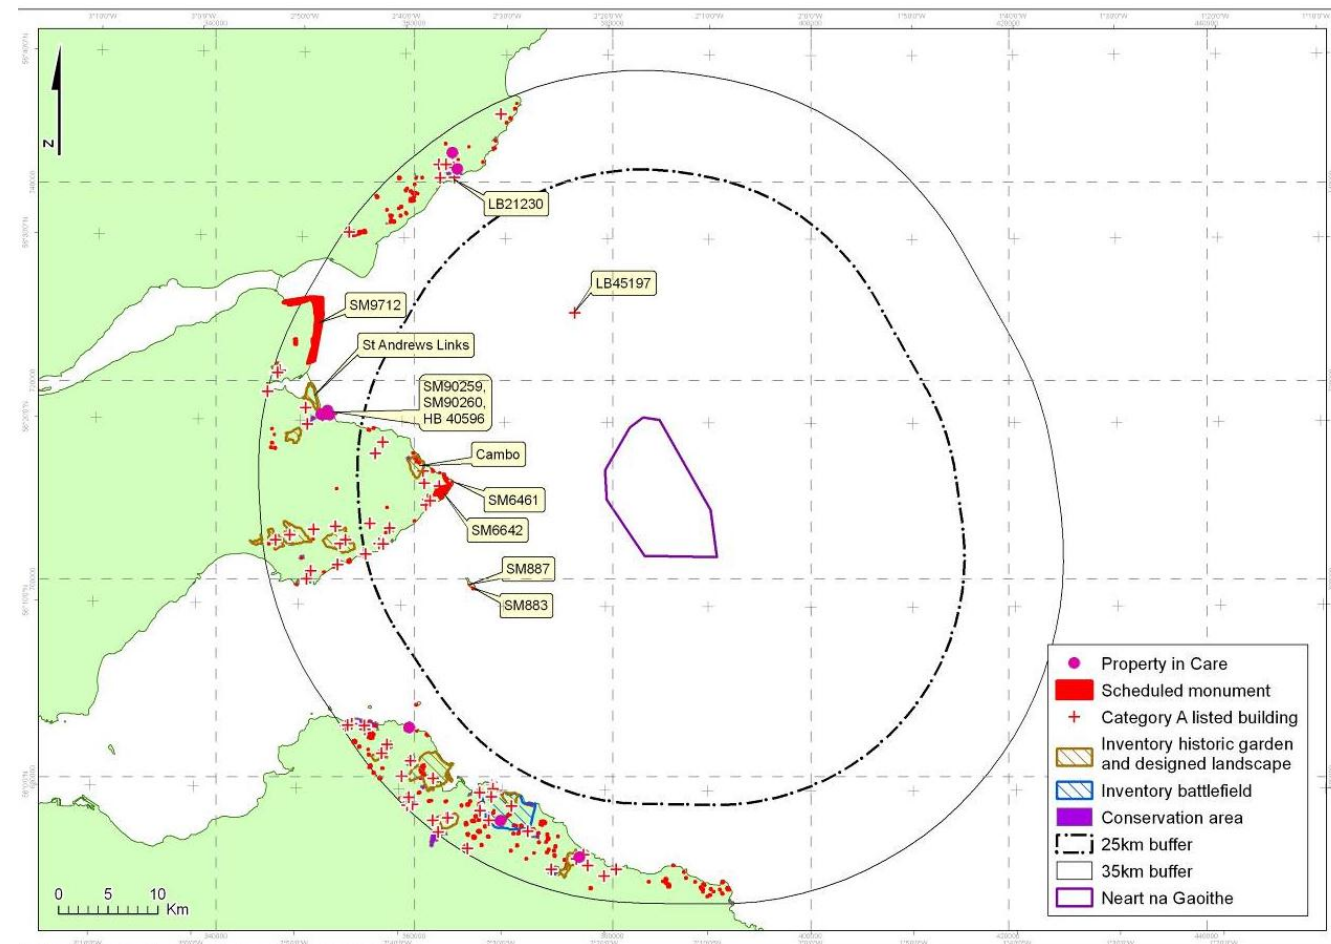 N
LB21230
LB45197
SM9712
St Andrews Links
SM90259,
SM90260,
HB 40596
Cambo
SM6461
SM6642
SM887
SM883
Property in Care
Scheduled monument
Category A listed building
Inventory historic garden
and designed landscape
Inventory battlefield
Conservation area
25km buffer
35km buffer
Neart na Gaoithe
0 5 10
Km